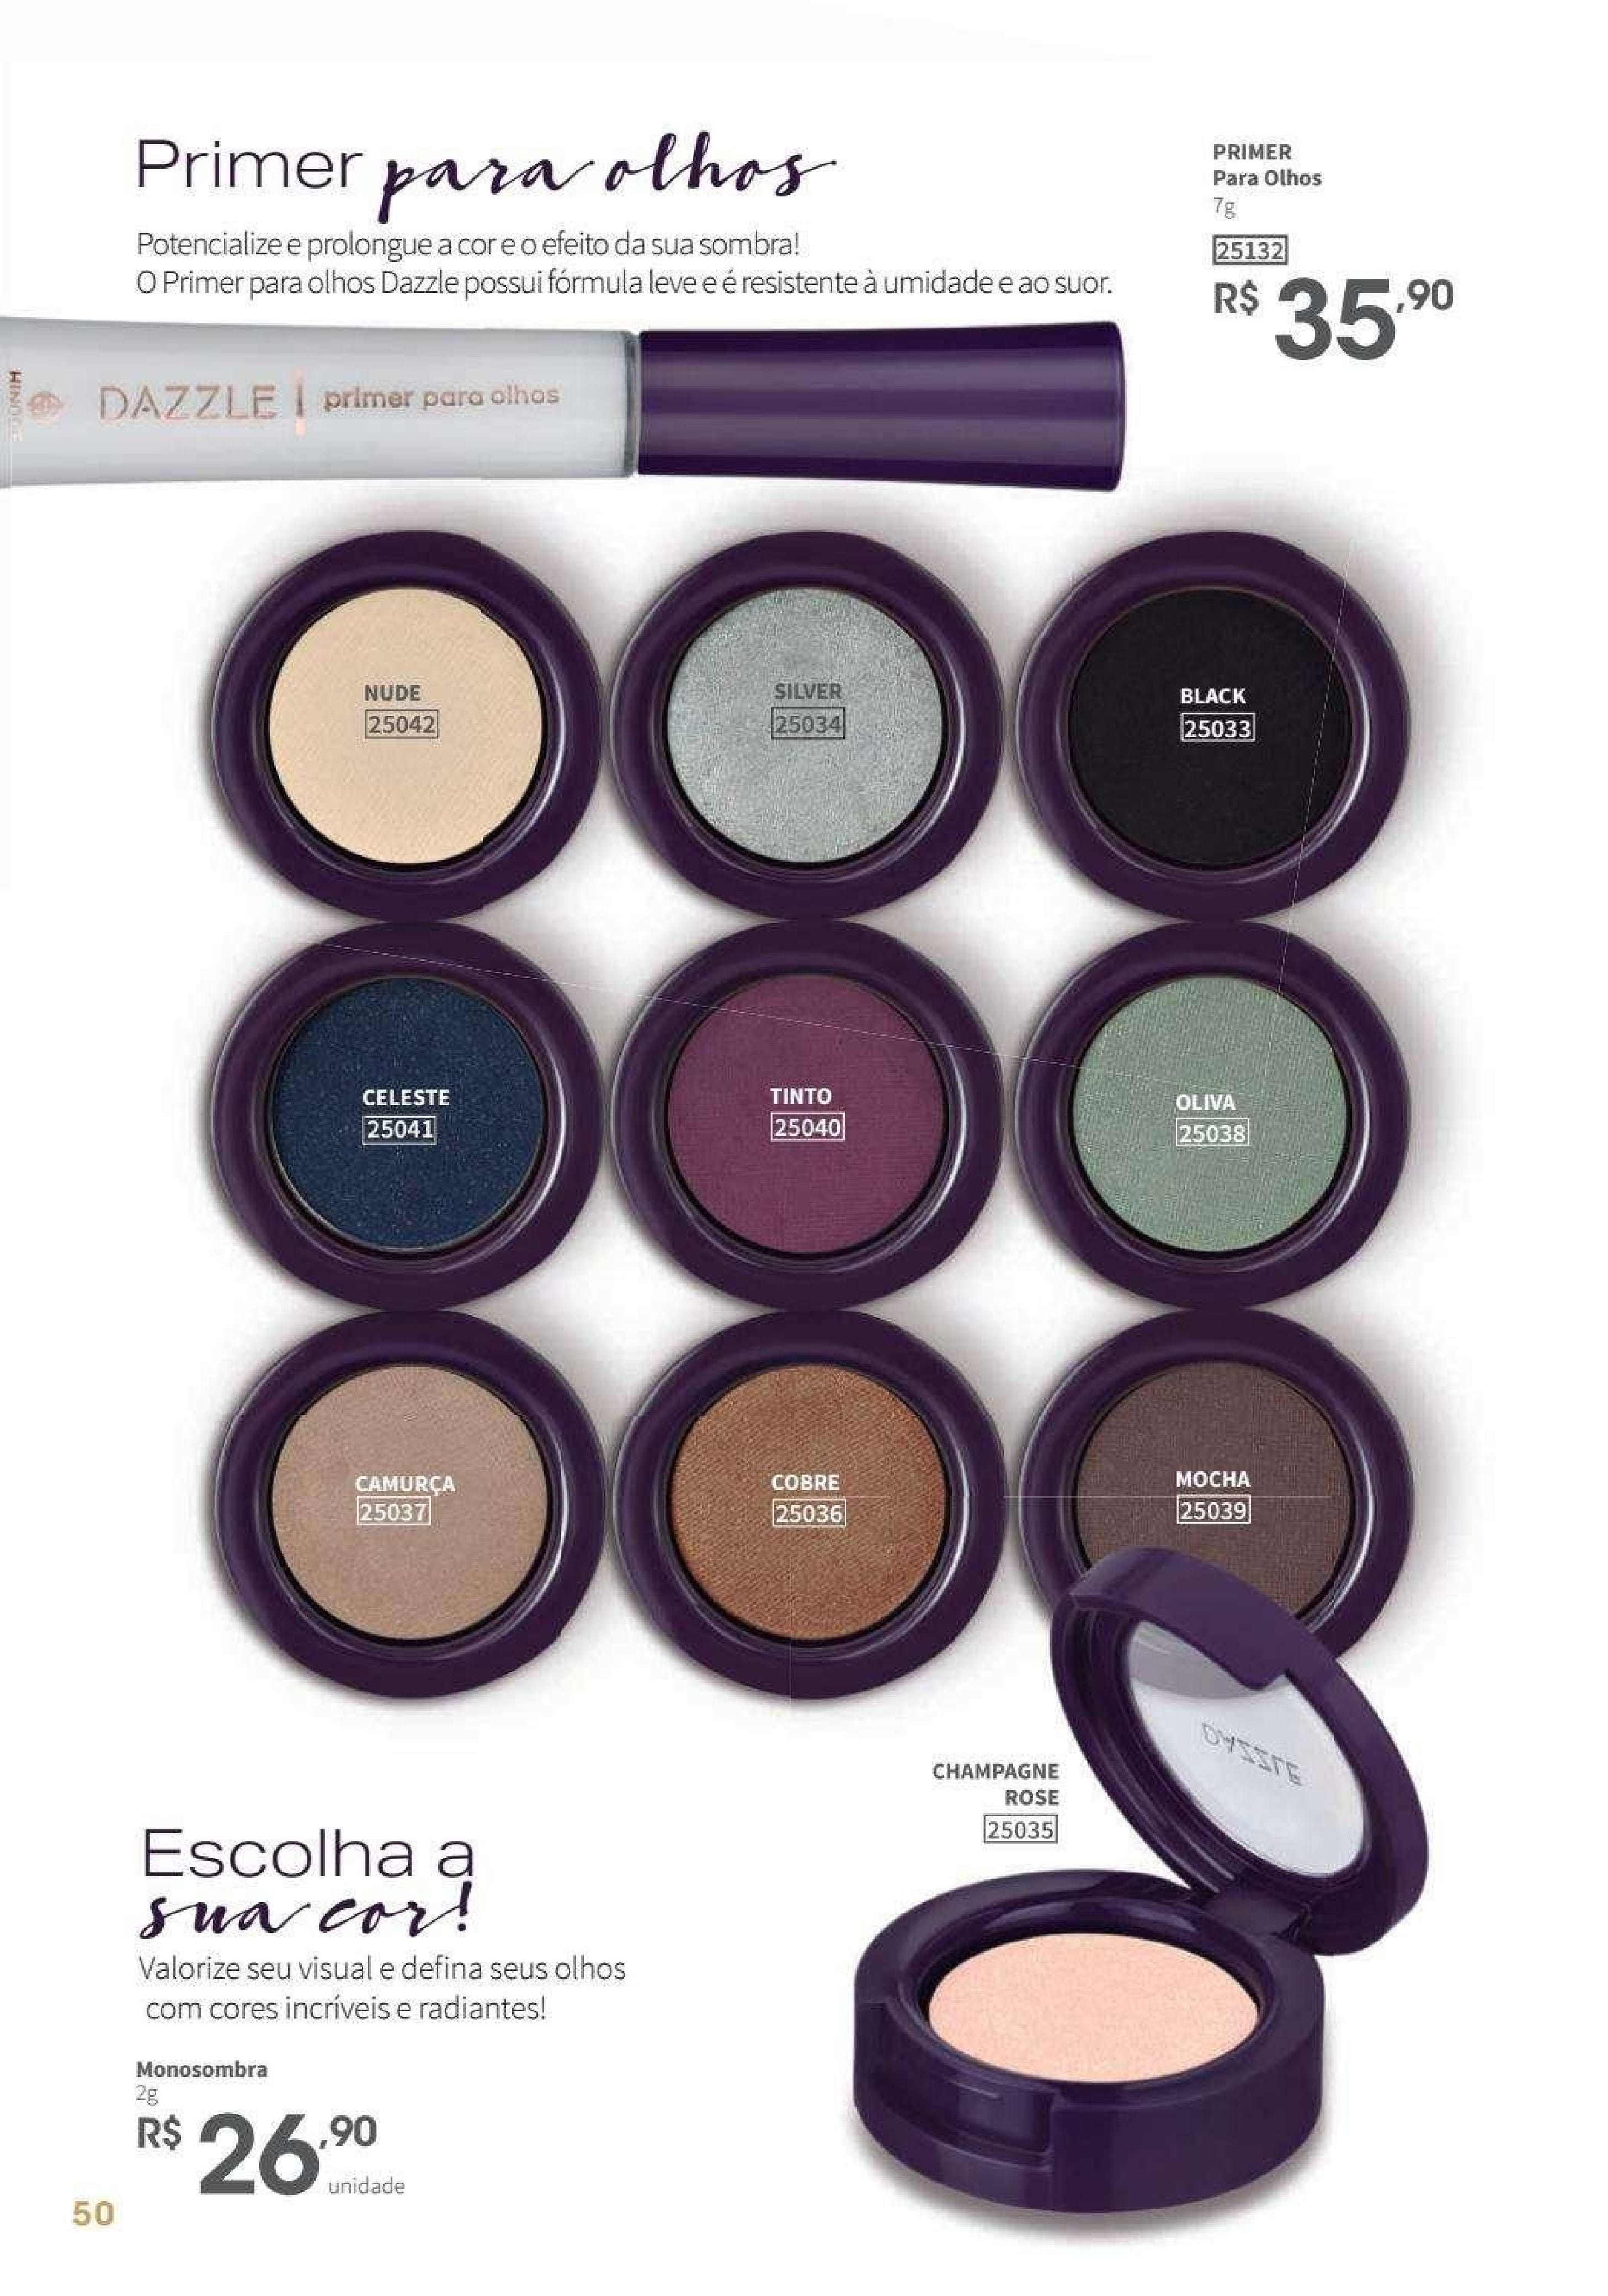 Primer para olhos
Potencialize e prolongue a cor e o efeito da sua sombra!
O Primer para olhos Dazzle possui fórmula leve e é resistente à umidade e ao suor.
PRIMER
Para Olhos
7g
25132
R$ 35,90
DAZZLE | primer para olhos
NUDE
25042
SILVER
25034
BLACK
25033
CELESTE
25041
TINTO
25040
OLIVA
25038
CAMURÇA
25037
COBRE
25036
MOCHA
25039
DAZZLE
CHAMPAGNE
ROSE
25035
Escolha a
sua cor!
Valorize seu visual e defina seus olhos
com cores incríveis e radiantes!
Monosombra
2g
R$ 26,90
unidade
50